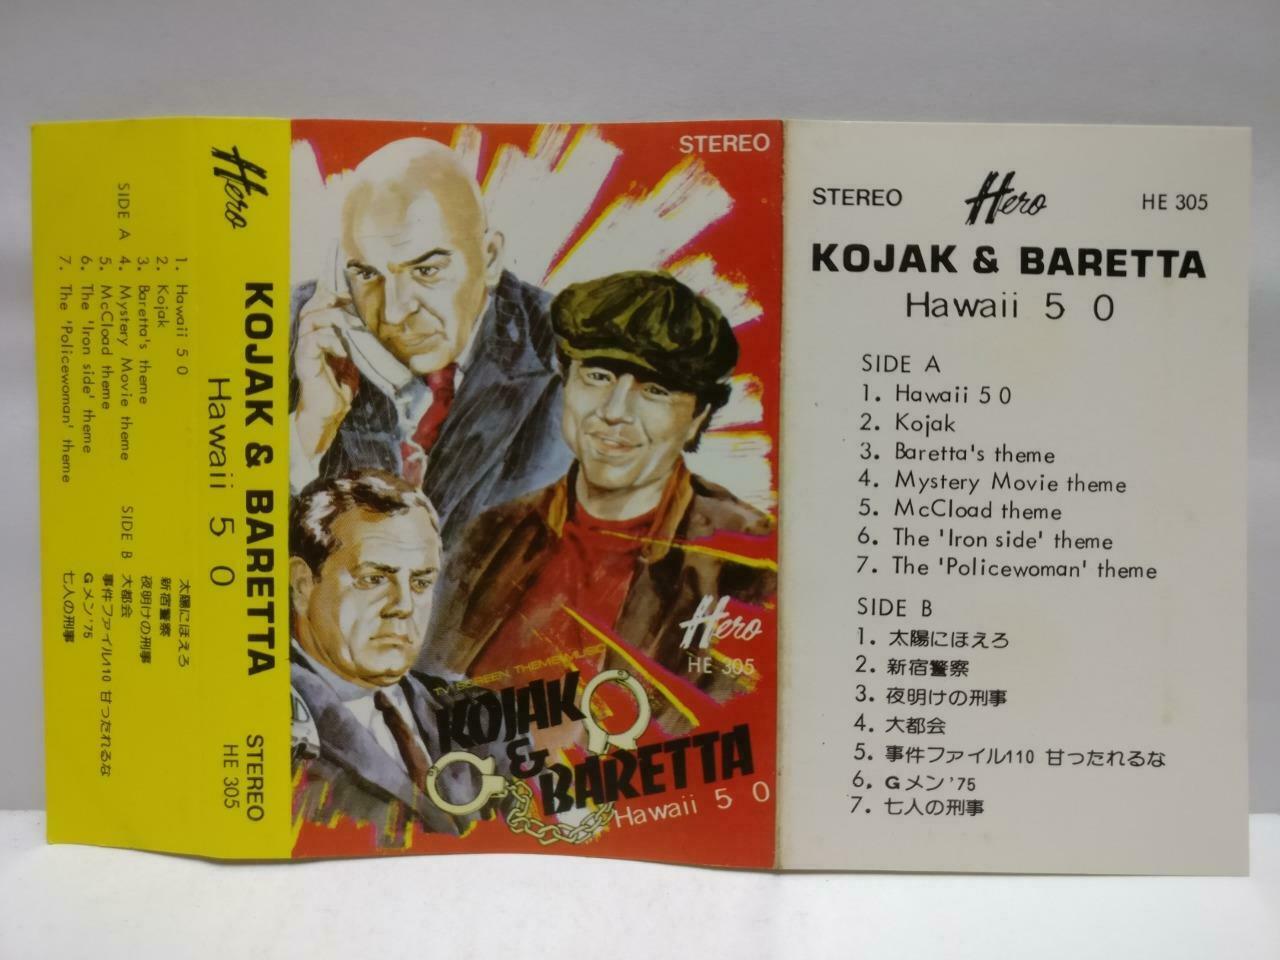 Hero
KOJAK & BARETTA
Hawaii 5 0
STEREO
HE 305
SIDE A
1. Hawaii 5 0
2. Kojak
3. Baretta's theme
4. Mystery Movie theme
5. McCload theme
6. The 'Iron side' theme
7. The 'Policewoman' theme
SIDE B
太陽にほえろ
新宿警察
夜明けの刑事
大都会
事件ファイル110 甘ったれるな
Gメン'75
七人の刑事
STEREO
Hero
HE 305
TV SCREEN THEME MUSIC
KOJAK
&
BARETTA
Hawaii 5 0
STEREO Hero HE 305
KOJAK & BARETTA
Hawaii 5 0
SIDE A
1. Hawaii 5 0
2. Kojak
3. Baretta's theme
4. Mystery Movie theme
5. McCload theme
6. The 'Iron side' theme
7. The 'Policewoman' theme
SIDE B
1. 太陽にほえろ
2. 新宿警察
3. 夜明けの刑事
4. 大都会
5. 事件ファイル110 甘ったれるな
6. Gメン'75
7. 七人の刑事